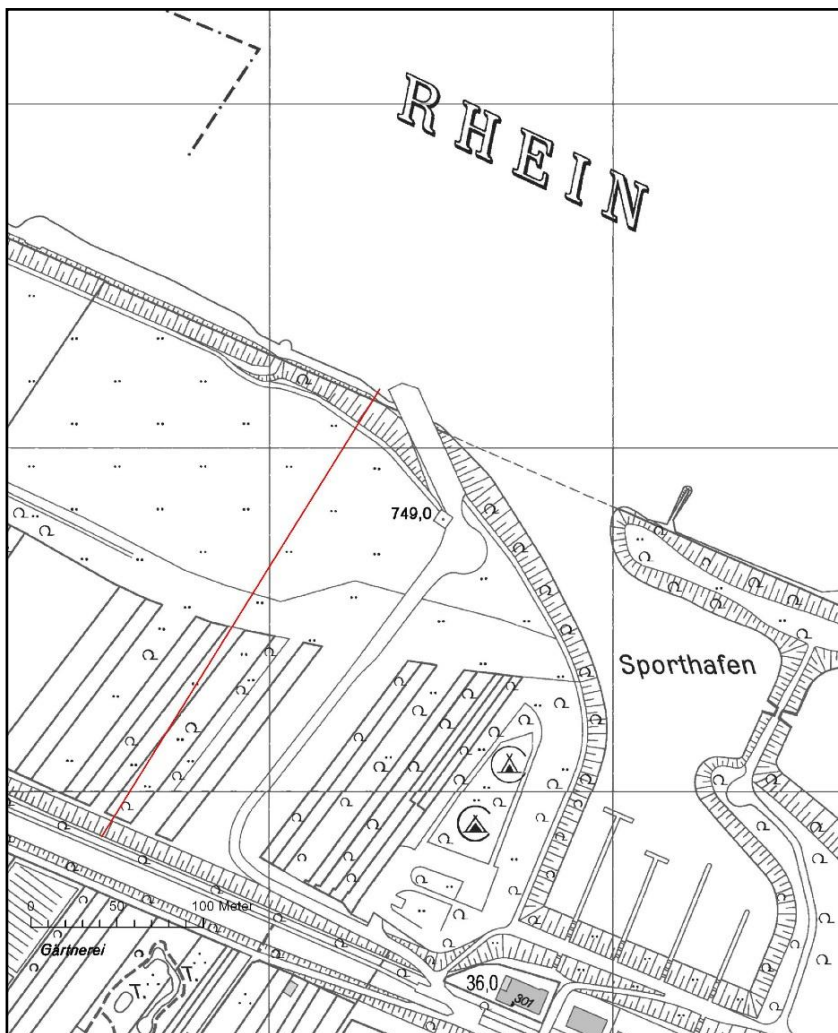 RHEIN
749,0
Sporthafen
0 50 100 Meter
Gärtnerei
T. T.
36,0
301